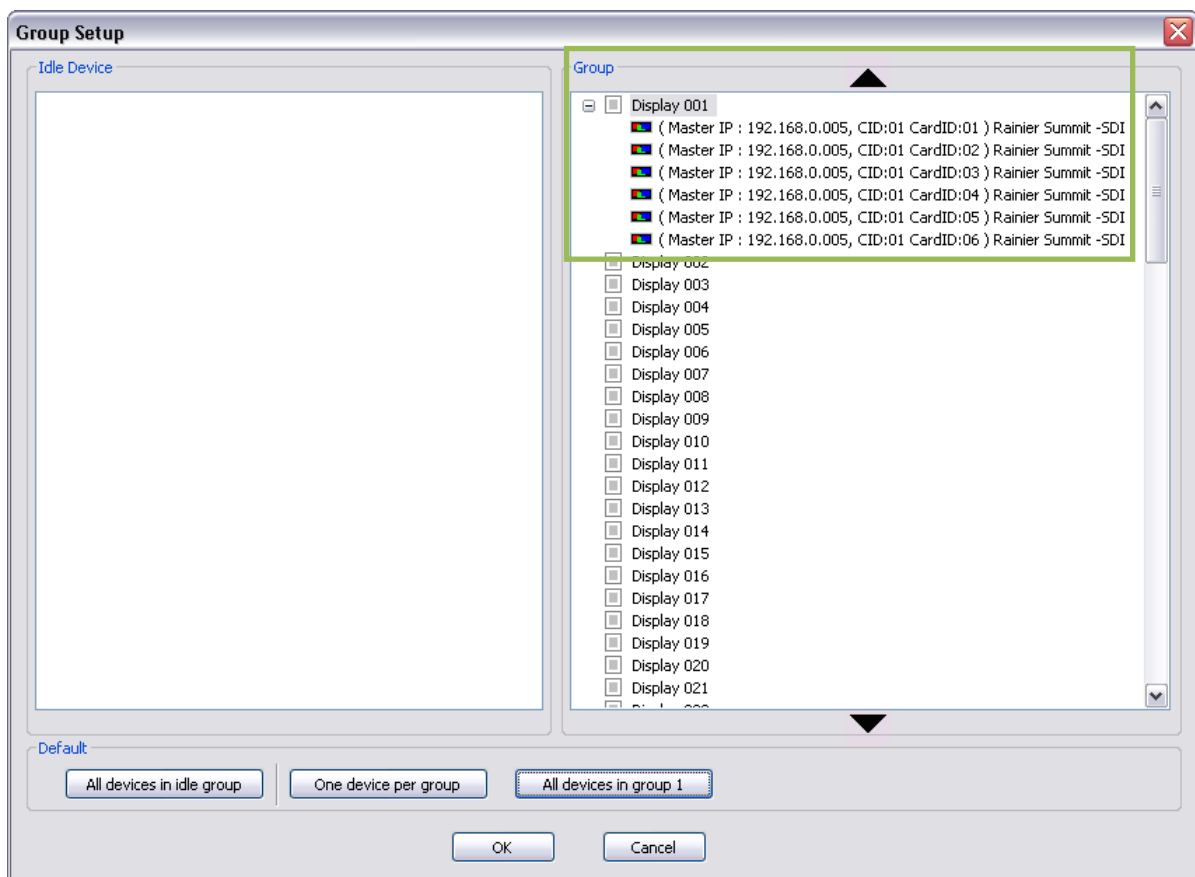 Group Setup
Idle Device
Group
Display 001
( Master IP : 192.168.0.005, CID:01 CardID:01 ) Rainier Summit -SDI
( Master IP : 192.168.0.005, CID:01 CardID:02 ) Rainier Summit -SDI
( Master IP : 192.168.0.005, CID:01 CardID:03 ) Rainier Summit -SDI
( Master IP : 192.168.0.005, CID:01 CardID:04 ) Rainier Summit -SDI
( Master IP : 192.168.0.005, CID:01 CardID:05 ) Rainier Summit -SDI
( Master IP : 192.168.0.005, CID:01 CardID:06 ) Rainier Summit -SDI
Display 002
Display 003
Display 004
Display 005
Display 006
Display 007
Display 008
Display 009
Display 010
Display 011
Display 012
Display 013
Display 014
Display 015
Display 016
Display 017
Display 018
Display 019
Display 020
Display 021
Default
All devices in idle group
One device per group
All devices in group 1
OK
Cancel